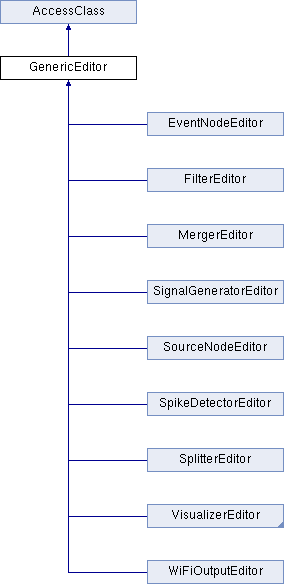 AccessClass
GenericEditor
EventNodeEditor
FilterEditor
MergerEditor
SignalGeneratorEditor
SourceNodeEditor
SpikeDetectorEditor
SplitterEditor
VisualizerEditor
WiFiOutputEditor